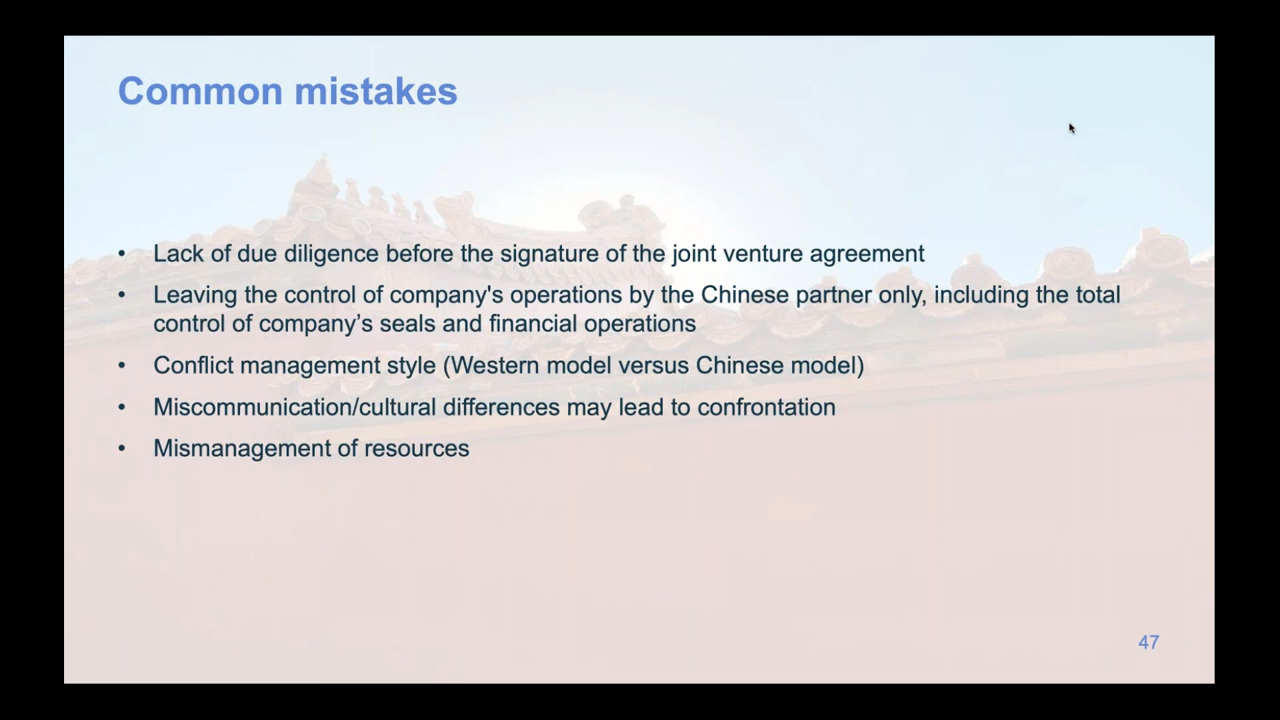 Common mistakes
• Lack of due diligence before the signature of the joint venture agreement
• Leaving the control of company's operations by the Chinese partner only, including the total
control of company’s seals and financial operations
• Conflict management style (Western model versus Chinese model)
• Miscommunication/cultural differences may lead to confrontation
• Mismanagement of resources
47